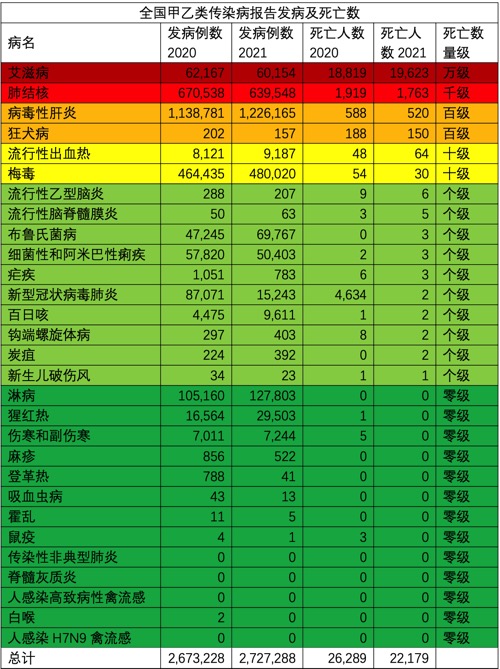 全国甲乙类传染病报告发病及死亡数
病名 发病例数 2020 发病例数 2021 死亡人数 2020 死亡人数 2021 死亡数量级
艾滋病 62,167 60,154 18,819 19,623 万级
肺结核 670,538 639,548 1,919 1,763 千级
病毒性肝炎 1,138,781 1,226,165 588 520 百级
狂犬病 202 157 188 150 百级
流行性出血热 8,121 9,187 48 64 十级
梅毒 464,435 480,020 54 30 十级
流行性乙型脑炎 288 207 9 6 个级
流行性脑脊髓膜炎 50 63 3 5 个级
布鲁氏菌病 47,245 69,767 0 3 个级
细菌性和阿米巴性痢疾 57,820 50,403 2 3 个级
疟疾 1,051 783 6 3 个级
新型冠状病毒肺炎 87,071 15,243 4,634 2 个级
百日咳 4,475 9,611 1 2 个级
钩端螺旋体病 297 403 8 2 个级
炭疽 224 392 0 2 个级
新生儿破伤风 34 23 1 1 个级
淋病 105,160 127,803 0 0 零级
猩红热 16,564 29,503 1 0 零级
伤寒和副伤寒 7,011 7,244 5 0 零级
麻疹 856 522 0 0 零级
登革热 788 41 0 0 零级
吸血虫病 43 13 0 0 零级
霍乱 11 5 0 0 零级
鼠疫 4 1 3 0 零级
传染性非典型肺炎 0 0 0 0 零级
脊髓灰质炎 0 0 0 0 零级
人感染高致病性禽流感 0 0 0 0 零级
白喉 2 0 0 0 零级
人感染 H7N9 禽流感 0 0 0 0 零级
总计 2,673,228 2,727,288 26,289 22,179